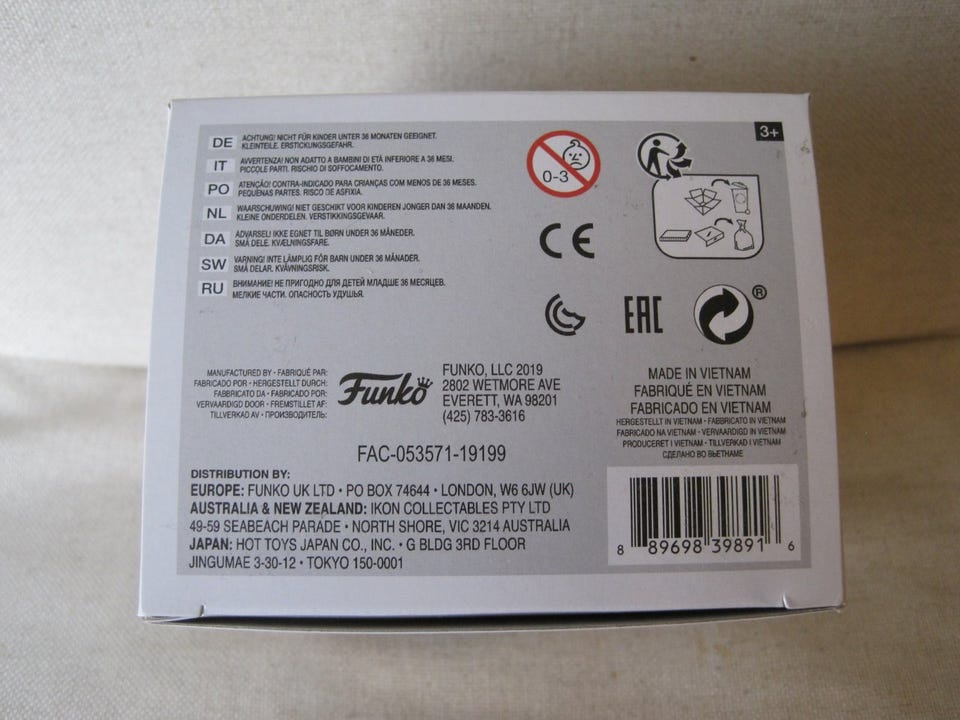 DE ACHTUNG! NICHT FÜR KINDER UNTER 36 MONATEN GEEIGNET.
KLEINTEILE. ERSTICKUNGSGEFAHR.
IT AVVERTENZA! NON ADATTO A BAMBINI DI ETÀ INFERIORE A 36 MESI.
PICCOLE PARTI. RISCHIO DI SOFFOCAMENTO.
PO ATENÇÃO! CONTRA-INDICADO PARA CRIANÇAS COM MENOS DE 36 MESES.
PEQUENAS PARTES. RISCO DE ASFIXIA.
NL WAARSCHUWING! NIET GESCHIKT VOOR KINDEREN JONGER DAN 36 MAANDEN.
KLEINE ONDERDELEN. VERSTIKKINGSGEVAAR.
DA ADVARSEL! IKKE EGNET TIL BØRN UNDER 36 MÅNEDER.
SMÅ DELE. KVÆLNINGSFARE.
SW VARNING! INTE LÄMPLIG FÖR BARN UNDER 36 MÅNADER.
SMÅ DELAR. KVÄVNINGSRISK.
RU ВНИМАНИЕ! НЕ ПРИГОДНО ДЛЯ ДЕТЕЙ МЛАДШЕ 36 МЕСЯЦЕВ.
МЕЛКИЕ ЧАСТИ. ОПАСНОСТЬ УДУШЬЯ.
0-3
3+
CE
EAC
®
MANUFACTURED BY • FABRIQUÉ PAR:
FABRICADO POR • HERGESTELLT DURCH:
FABBRICATO DA • FABRICADO POR:
VERVAARDIGD DOOR • FREMSTILLET AF:
TILLVERKAD AV • ПРОИЗВОДИТЕЛЬ:
Funko
FUNKO, LLC 2019
2802 WETMORE AVE
EVERETT, WA 98201
(425) 783-3616
MADE IN VIETNAM
FABRIQUÉ EN VIETNAM
FABRICADO EN VIETNAM
HERGESTELLT IN VIETNAM • FABBRICATO IN VIETNAM
FABRICADO NA VIETNAM • VERVAARDIGD IN VIETNAM
PRODUCERET I VIETNAM • TILLVERKAD I VIETNAM
СДЕЛАНО ВО ВЬЕТНАМЕ
FAC-053571-19199
DISTRIBUTION BY:
EUROPE: FUNKO UK LTD • PO BOX 74644 • LONDON, W6 6JW (UK)
AUSTRALIA & NEW ZEALAND: IKON COLLECTABLES PTY LTD
49-59 SEABEACH PARADE • NORTH SHORE, VIC 3214 AUSTRALIA
JAPAN: HOT TOYS JAPAN CO., INC. • G BLDG 3RD FLOOR
JINGUMAE 3-30-12 • TOKYO 150-0001
8 89698 39891 6